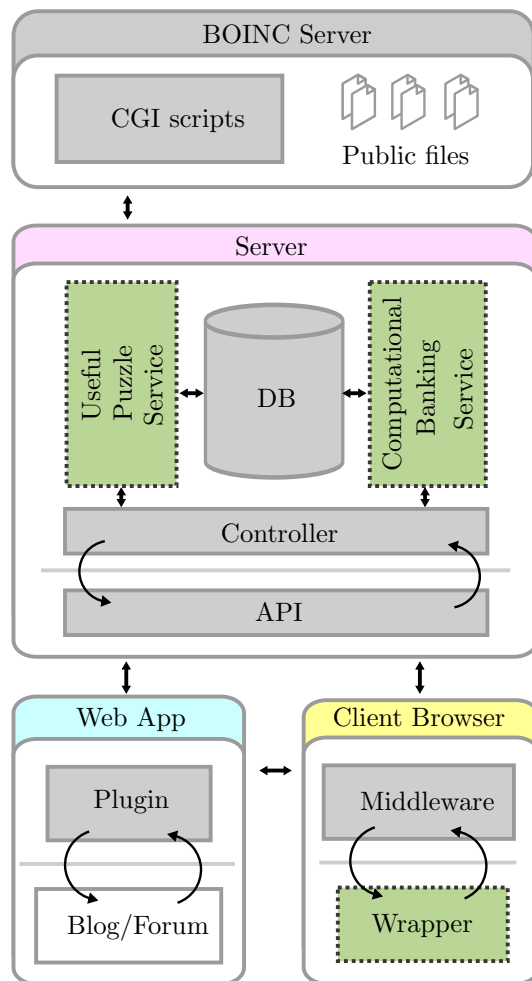 BOINC Server
CGI scripts
Public files
Server
Useful
Puzzle
Service
DB
Computational
Banking
Service
Controller
API
Web App
Plugin
Blog/Forum
Client Browser
Middleware
Wrapper